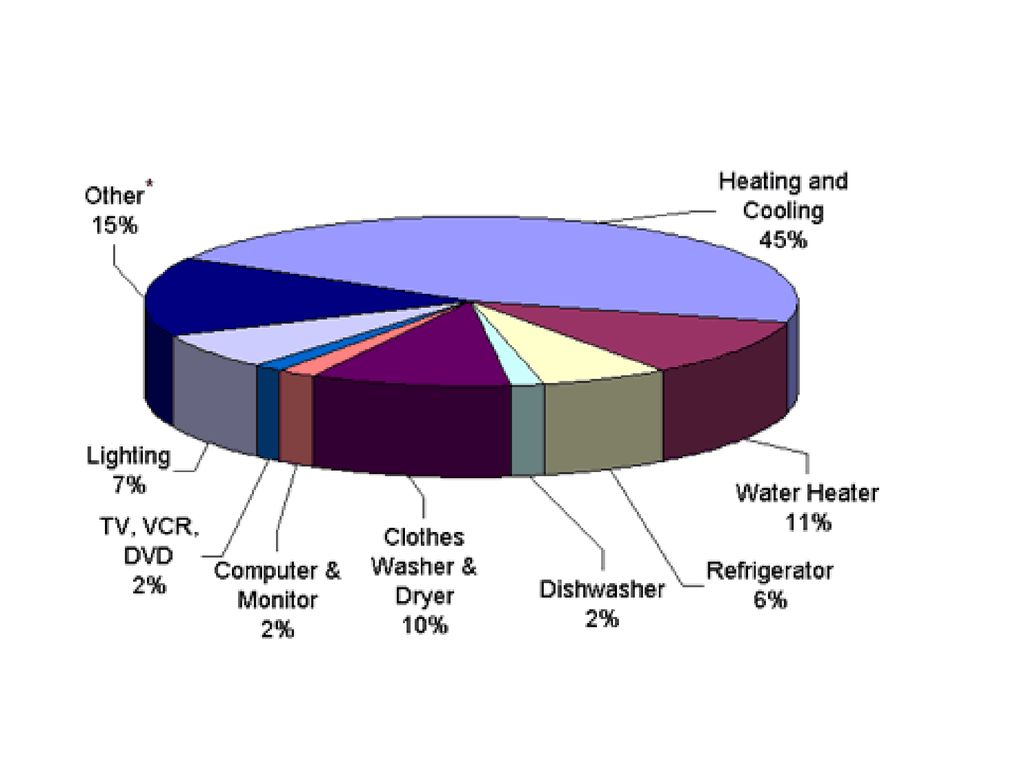 Other*
15%
Heating and
Cooling
45%
Lighting
7%
TV, VCR,
DVD
2%
Computer &
Monitor
2%
Clothes
Washer &
Dryer
10%
Dishwasher
2%
Refrigerator
6%
Water Heater
11%